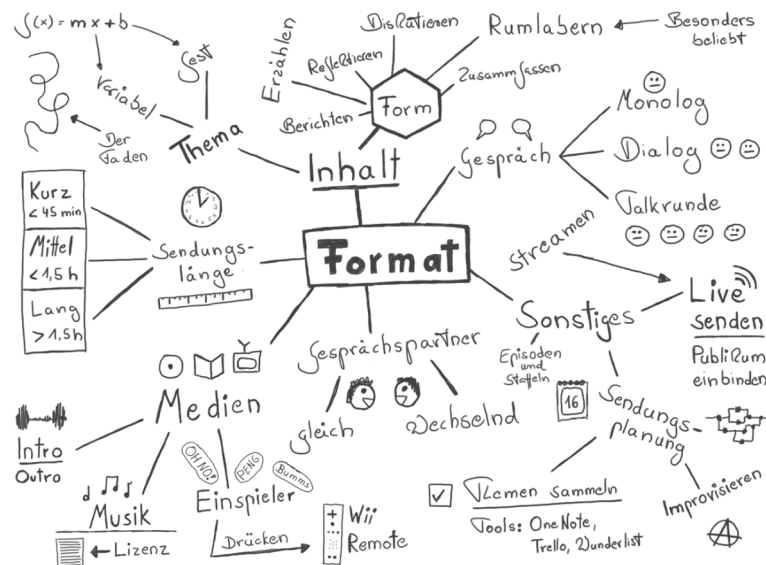 f(x) = mx + b
variabel
fest
Der
Faden
Thema
Erzählen
Reflektieren
Diskutieren
Rumlabern
Besonders
beliebt
Zusammfassen
Berichten
Form
Inhalt
Gespräch
Monolog
Dialog
Talkrunde
Kurz
< 45 min
Mittel
< 1,5 h
Lang
> 1,5 h
Sendungs-
länge
Format
Streamen
Live
senden
Publikum
einbinden
Sonstiges
Episoden
und
Staffeln
16
Sendungs-
planung
Improvisieren
Themen sammeln
Tools: OneNote,
Trello, Wunderlist
Gesprächspartner
gleich
Wechselnd
Medien
Intro
Outro
Musik
Lizenz
OH NO!
PENG
Bumms
Einspieler
Drücken
Wii
Remote
A